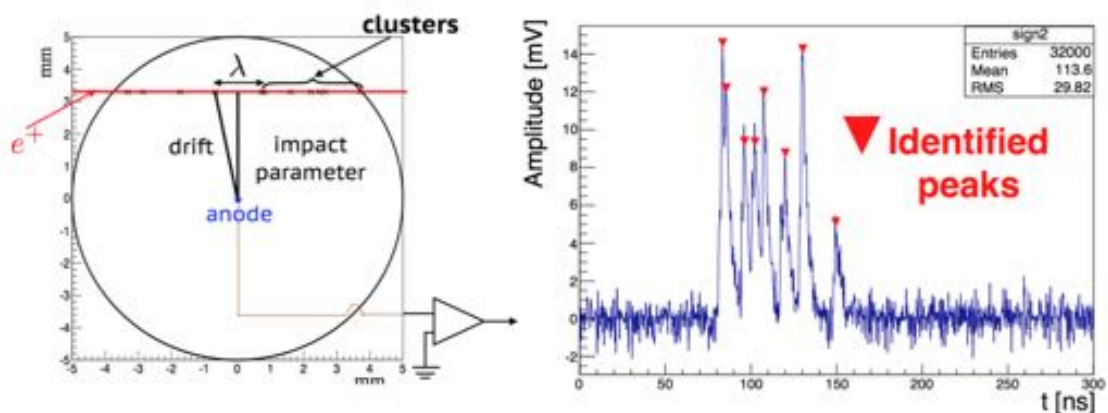 mm
5
4
3
2
1
0
-1
-2
-3
-4
-5
-5 -4 -3 -2 -1 0 1 2 3 4 5
mm
clusters
λ
e+
drift
impact
parameter
anode
Amplitude [mV]
14
12
10
8
6
4
2
0
-2
0 50 100 150 200 250 300
t [ns]
sign2
Entries 32000
Mean 113.6
RMS 29.82
Identified
peaks